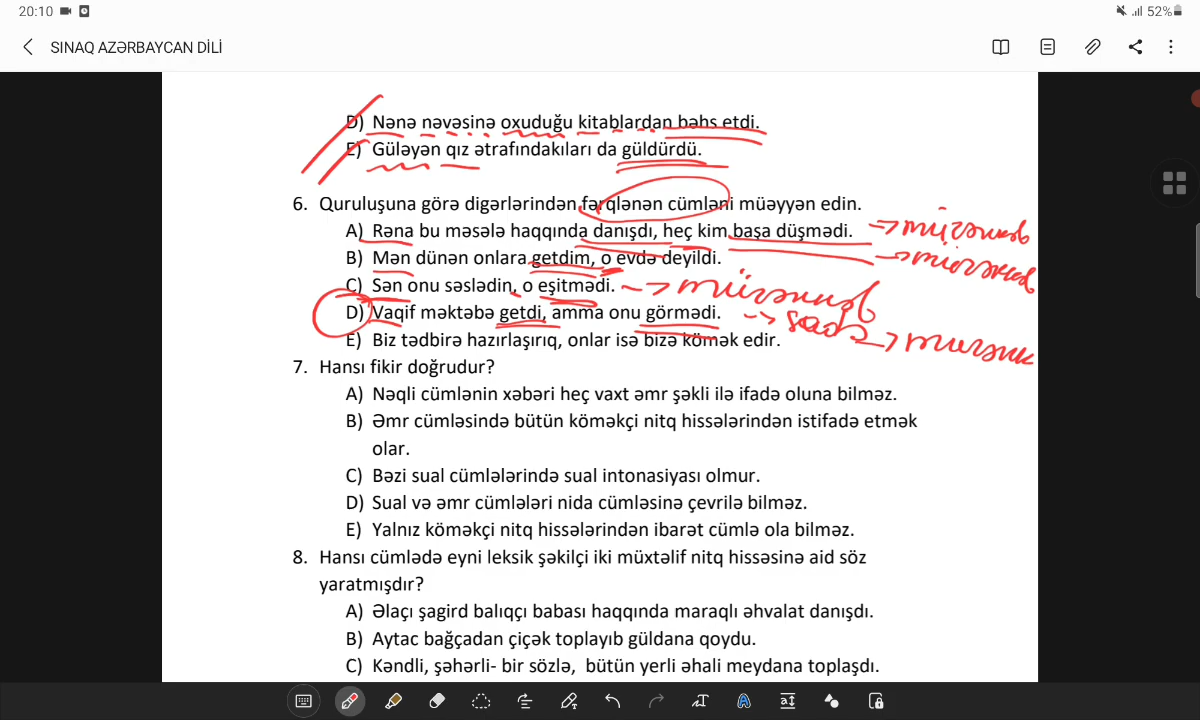 20:10 52%
SINAQ AZƏRBAYCAN DİLİ
D) Nənə nəvəsinə oxuduğu kitablardan bəhs etdi.
E) Güləyən qız ətrafındakıları da güldürdü.
6. Quruluşuna görə digərlərindən fərqlənən cümləni müəyyən edin.
A) Rəna bu məsələ haqqında danışdı, heç kim başa düşmədi. mürəkkəb
B) Mən dünən onlara getdim, o evdə deyildi. mürəkkəb
C) Sən onu səslədin, o eşitmədi. mürəkkəb
D) Vaqif məktəbə getdi, amma onu görmədi. sadə
E) Biz tədbirə hazırlaşırıq, onlar isə bizə kömək edir. mürəkkəb
7. Hansı fikir doğrudur?
A) Nəqli cümlənin xəbəri heç vaxt əmr şəkli ilə ifadə oluna bilməz.
B) Əmr cümləsində bütün köməkçi nitq hissələrindən istifadə etmək
olar.
C) Bəzi sual cümlələrində sual intonasiyası olmur.
D) Sual və əmr cümlələri nida cümləsinə çevrilə bilməz.
E) Yalnız köməkçi nitq hissələrindən ibarət cümlə ola bilməz.
8. Hansı cümlədə eyni leksik şəkilçi iki müxtəlif nitq hissəsinə aid söz
yaratmışdır?
A) Əlaçı şagird balıqçı babası haqqında maraqlı əhvalat danışdı.
B) Aytac bağçadan çiçək toplayıb güldana qoydu.
C) Kəndli, şəhərli- bir sözlə, bütün yerli əhali meydana toplaşdı.